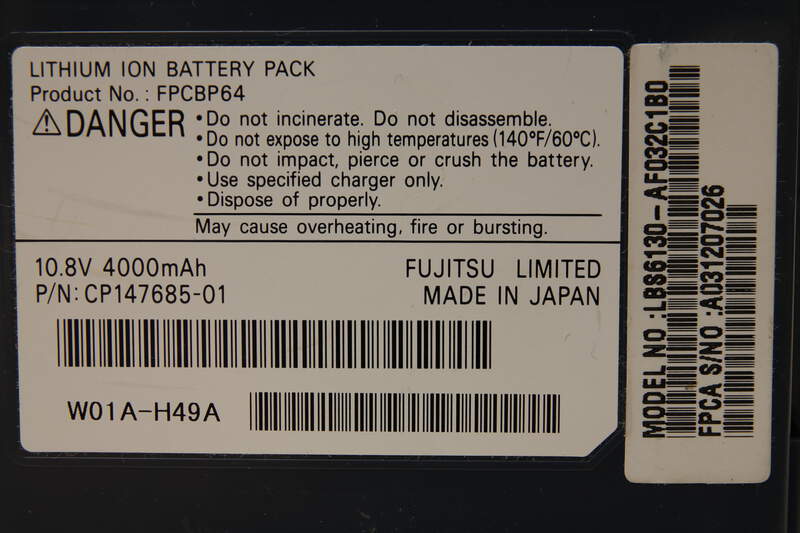 LITHIUM ION BATTERY PACK
Product No. : FPCBP64
⚠DANGER
•Do not incinerate. Do not disassemble.
•Do not expose to high temperatures (140°F/60°C).
•Do not impact, pierce or crush the battery.
•Use specified charger only.
•Dispose of properly.
May cause overheating, fire or bursting.
10.8V 4000mAh
P/N: CP147685-01
FUJITSU LIMITED
MADE IN JAPAN
W01A-H49A
MODEL NO :LBS6130-AF032C1B0
FPCA S/NO :A031207026